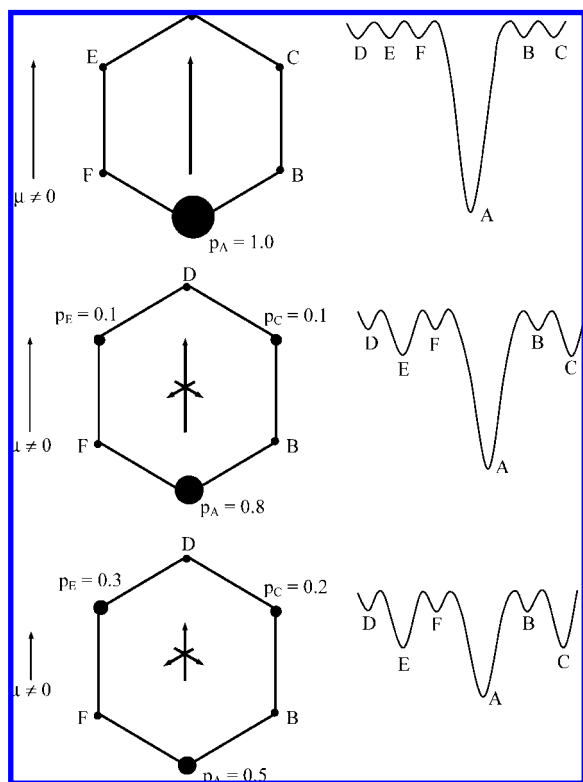 E
C
D E F
B C
F
B
μ ≠ 0
A
p_A = 1.0
D
p_E = 0.1
p_C = 0.1
D
F
B
E
C
F
B
μ ≠ 0
A
p_A = 0.8
D
p_E = 0.3
p_C = 0.2
D
F
B
E
C
μ ≠ 0
F
B
A
p_A = 0.5